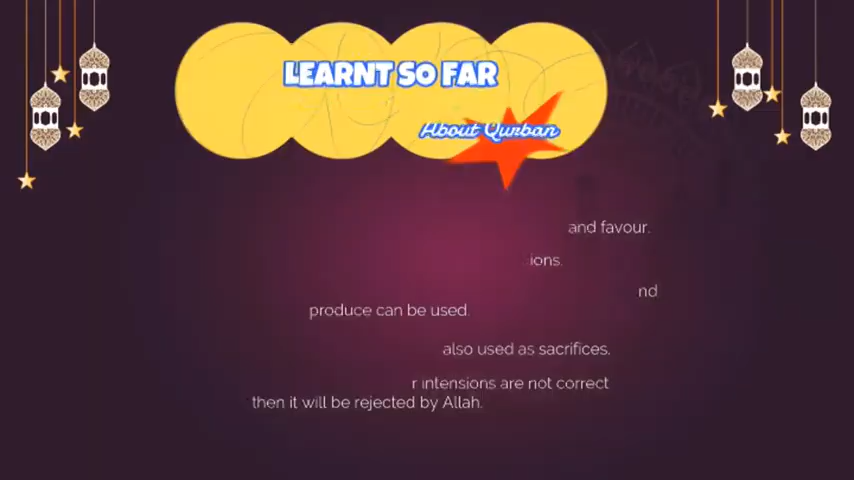 LEARNT SO FAR
About Qurban
and favour.
ions.
nd
produce can be used.
also used as sacrifices.
r intensions are not correct
then it will be rejected by Allah.